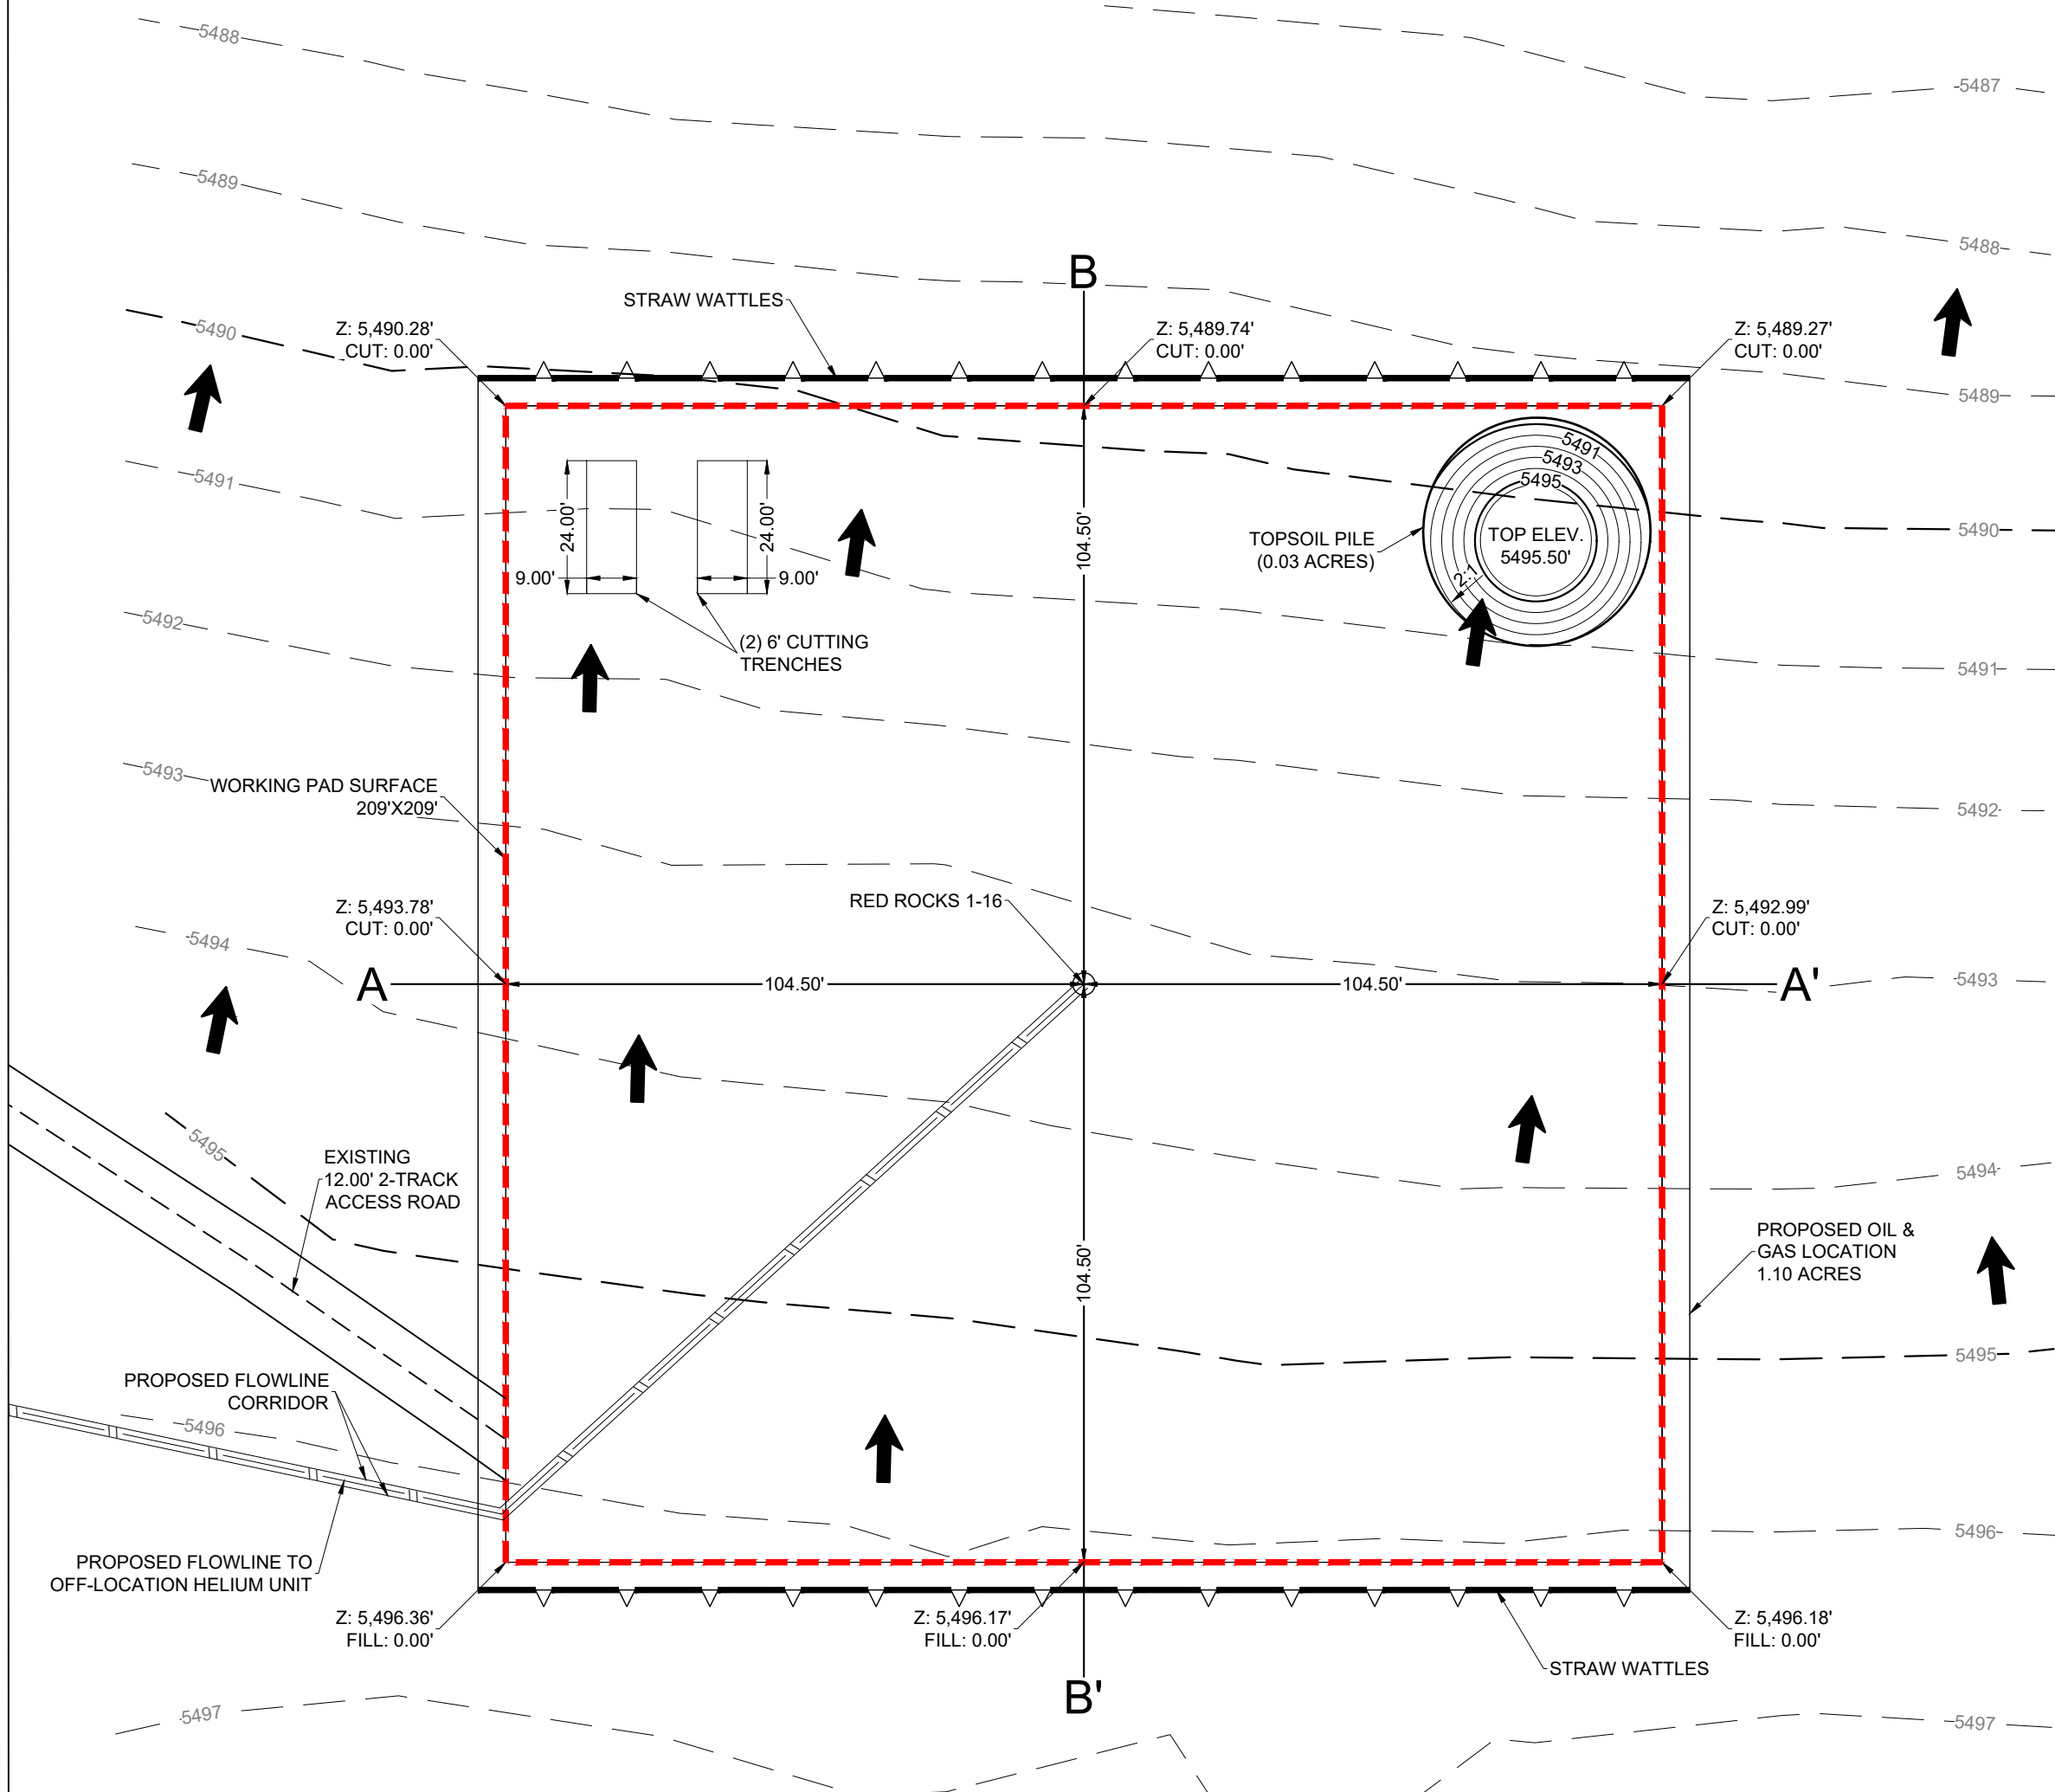 5488
-5487
5489
5488
B
STRAW WATTLES
Z: 5,490.28'
CUT: 0.00'
Z: 5,489.74'
CUT: 0.00'
Z: 5,489.27'
CUT: 0.00'
5490
5489
5491
5491
5493
5495
TOP ELEV.
5495.50'
2:1
TOPSOIL PILE
(0.03 ACRES)
5490
24.00'
24.00'
9.00'
9.00'
104.50'
(2) 6' CUTTING
TRENCHES
5492
5491
5493
WORKING PAD SURFACE
209'X209'
5492
RED ROCKS 1-16
Z: 5,493.78'
CUT: 0.00'
Z: 5,492.99'
CUT: 0.00'
5494
A
104.50'
104.50'
A'
5493
5495
EXISTING
12.00' 2-TRACK
ACCESS ROAD
5494
104.50'
PROPOSED OIL &
GAS LOCATION
1.10 ACRES
5495
PROPOSED FLOWLINE
CORRIDOR
5496
5496
PROPOSED FLOWLINE TO
OFF-LOCATION HELIUM UNIT
Z: 5,496.36'
FILL: 0.00'
Z: 5,496.17'
FILL: 0.00'
Z: 5,496.18'
FILL: 0.00'
STRAW WATTLES
B'
5497
5497